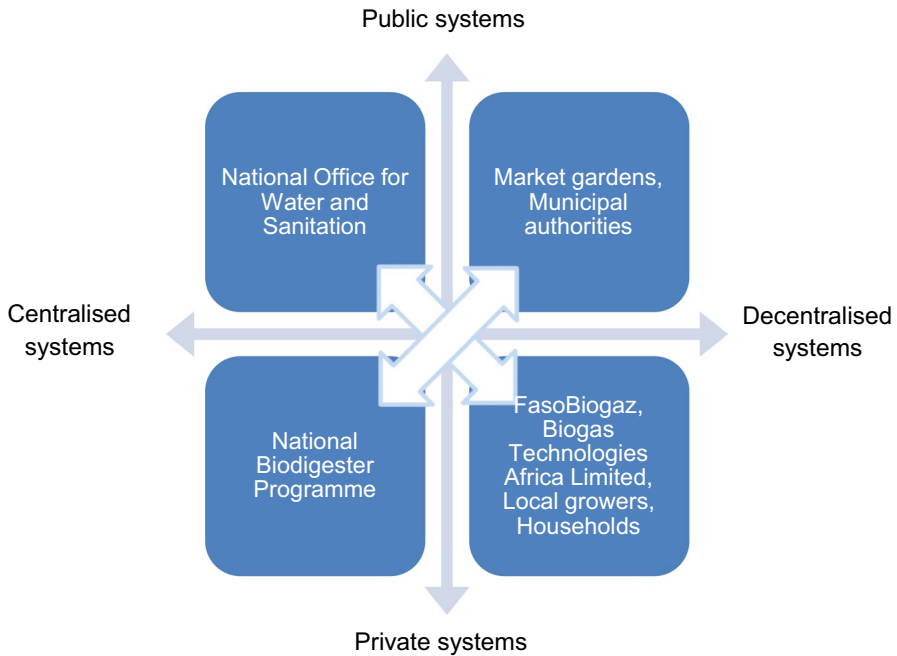 Public systems
National Office for
Water and
Sanitation
Market gardens,
Municipal
authorities
Centralised
systems
Decentralised
systems
National
Biodigester
Programme
FasoBiogaz,
Biogas
Technologies
Africa Limited,
Local growers,
Households
Private systems